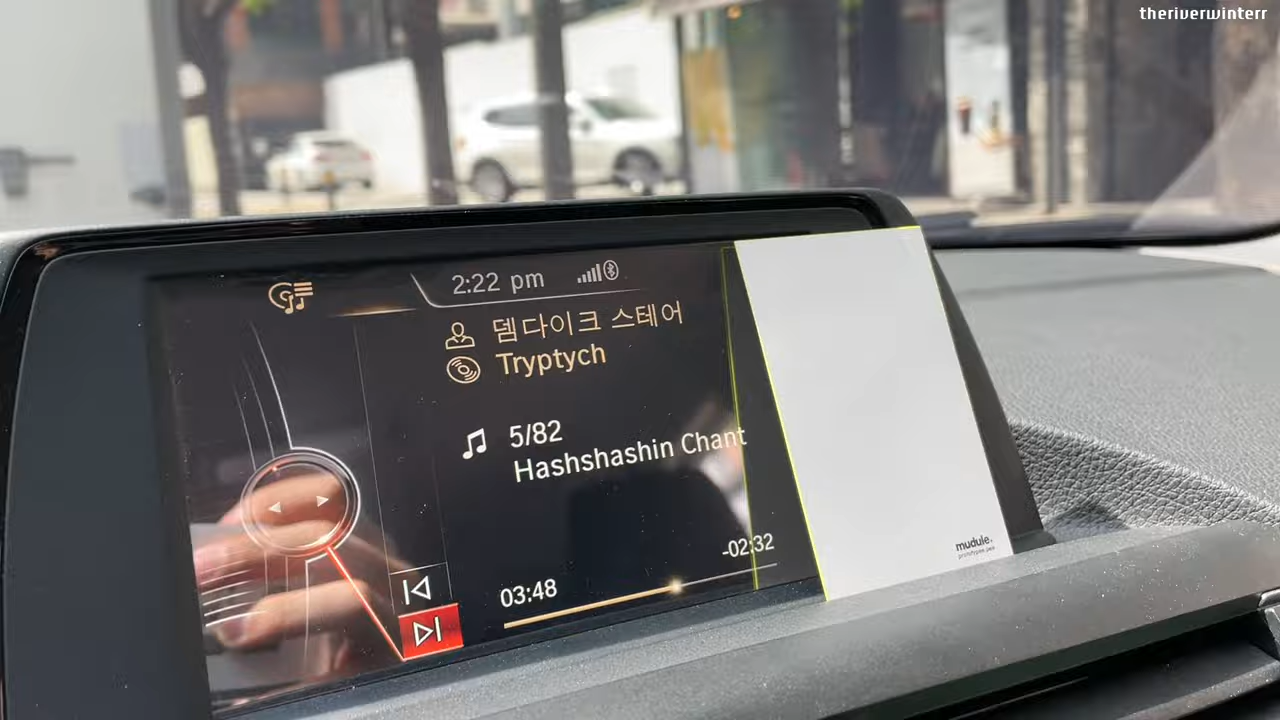 theriverwinterr
2:22 pm
뎀다이크 스테어
Tryptych
5/82
Hashshashin Chant
-02:32
03:48
mudule.